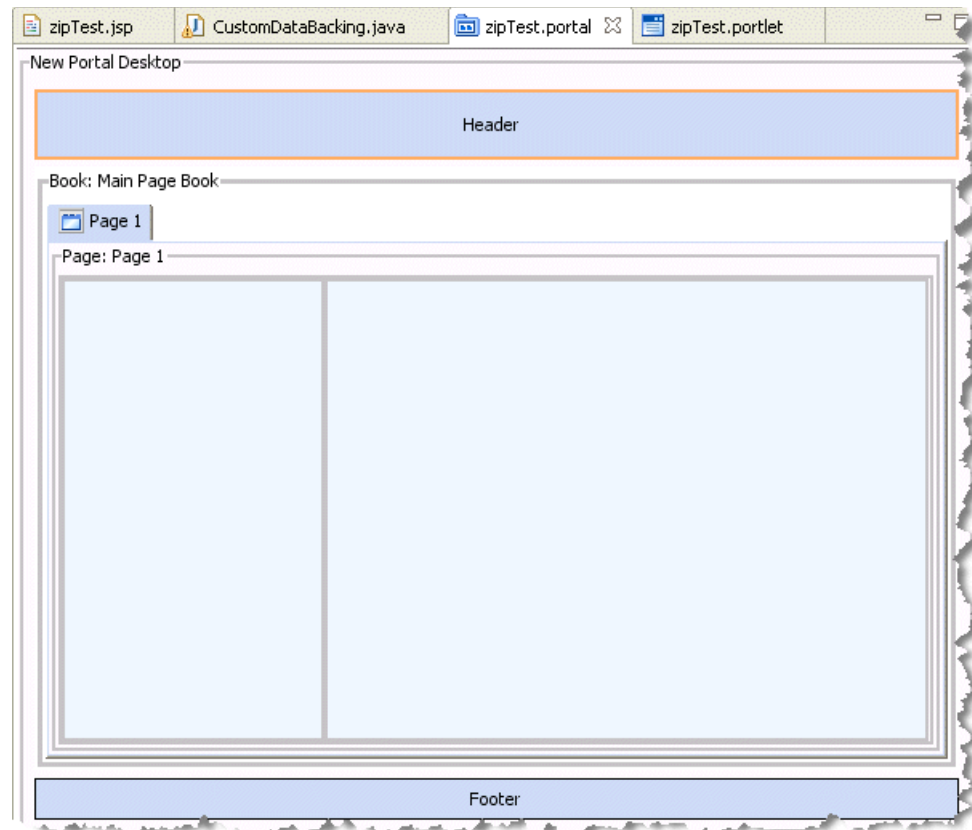 zipTest.jsp
CustomDataBacking.java
zipTest.portal
zipTest.portlet
New Portal Desktop
Header
Book: Main Page Book
Page 1
Page: Page 1
Footer